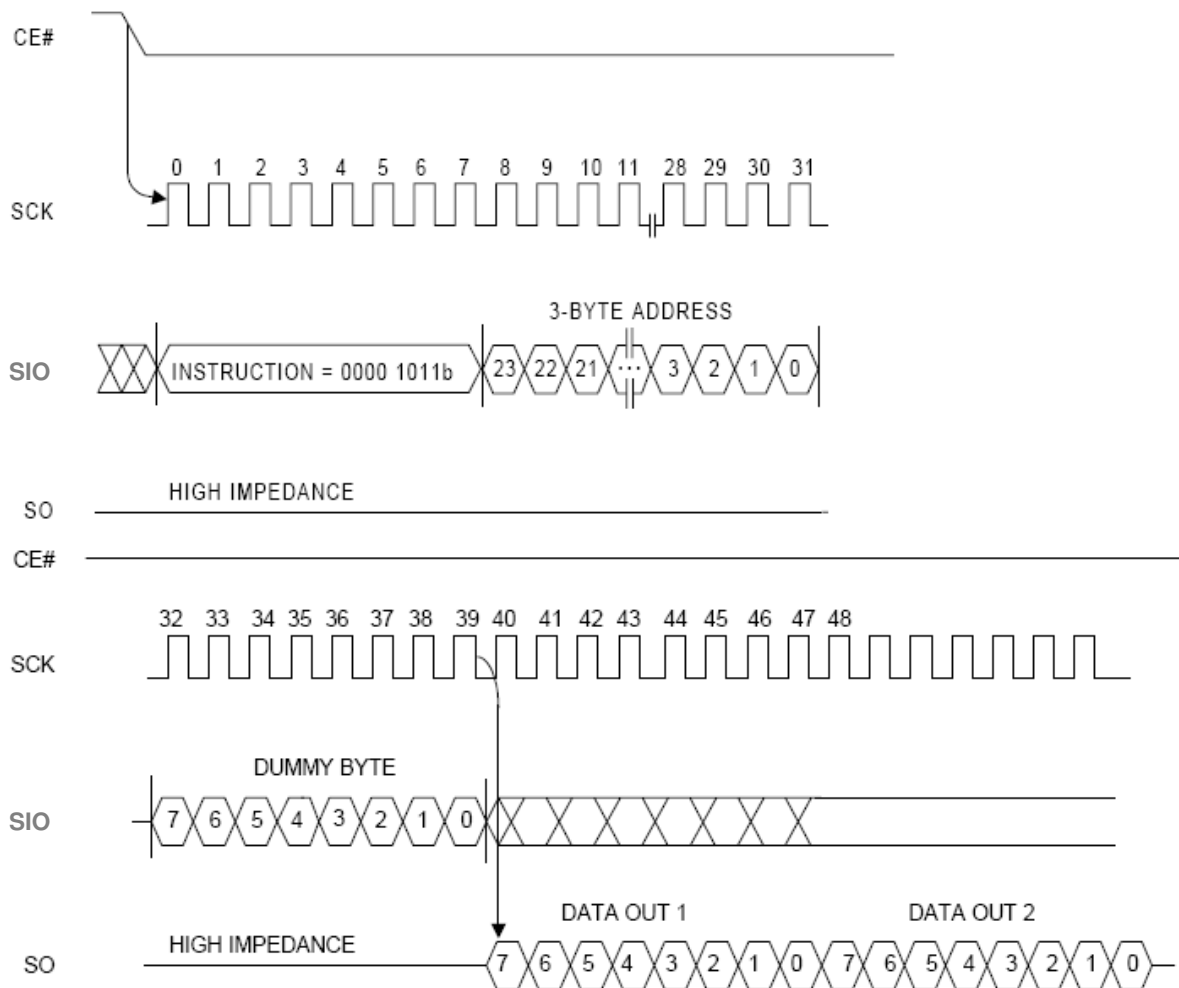 CE#
0 1 2 3 4 5 6 7 8 9 10 11 28 29 30 31
SCK
3-BYTE ADDRESS
SIO INSTRUCTION = 0000 1011b 23 22 21 ... 3 2 1 0
HIGH IMPEDANCE
SO
CE#
32 33 34 35 36 37 38 39 40 41 42 43 44 45 46 47 48
SCK
DUMMY BYTE
SIO 7 6 5 4 3 2 1 0
DATA OUT 1 DATA OUT 2
HIGH IMPEDANCE
SO 7 6 5 4 3 2 1 0 7 6 5 4 3 2 1 0